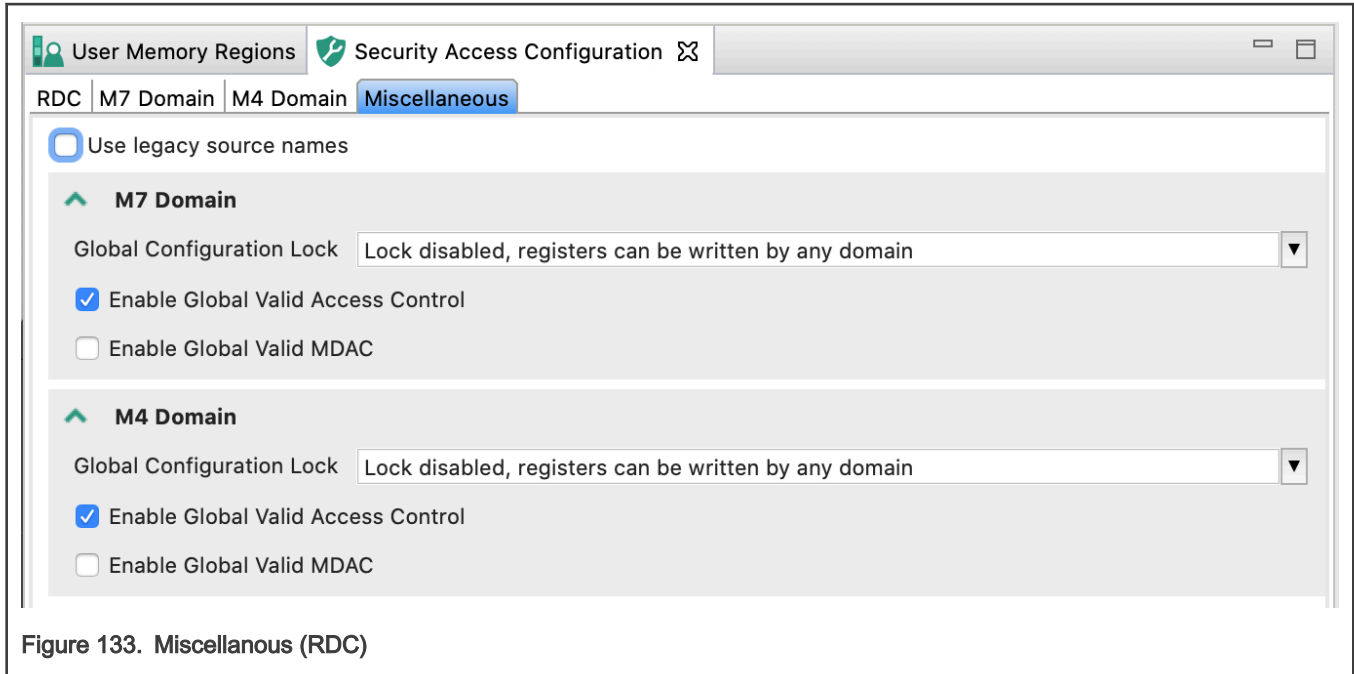 User Memory Regions Security Access Configuration
RDC M7 Domain M4 Domain Miscellaneous
Use legacy source names
M7 Domain
Global Configuration Lock Lock disabled, registers can be written by any domain
Enable Global Valid Access Control
Enable Global Valid MDAC
M4 Domain
Global Configuration Lock Lock disabled, registers can be written by any domain
Enable Global Valid Access Control
Enable Global Valid MDAC
Figure 133. Miscellanous (RDC)